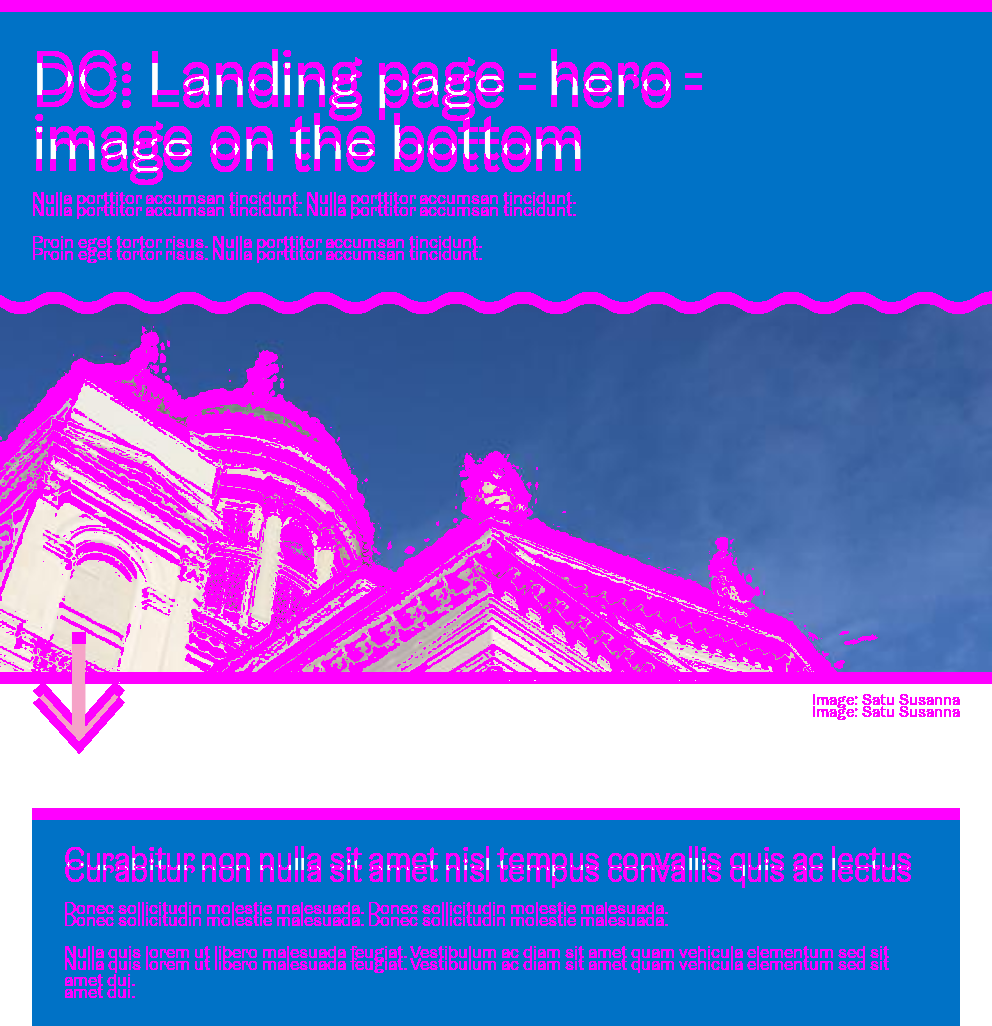 DO: Landing page - hero -
image on the bottom
Nulla porttitor accumsan tincidunt. Nulla porttitor accumsan tincidunt.
Proin eget tortor risus. Nulla porttitor accumsan tincidunt.
Image: Satu Susanna
Curabitur non nulla sit amet nisl tempus convallis quis ac lectus
Donec sollicitudin molestie malesuada. Donec sollicitudin molestie malesuada.
Nulla quis lorem ut libero malesuada feugiat. Vestibulum ac diam sit amet quam vehicula elementum sed sit
amet dui.